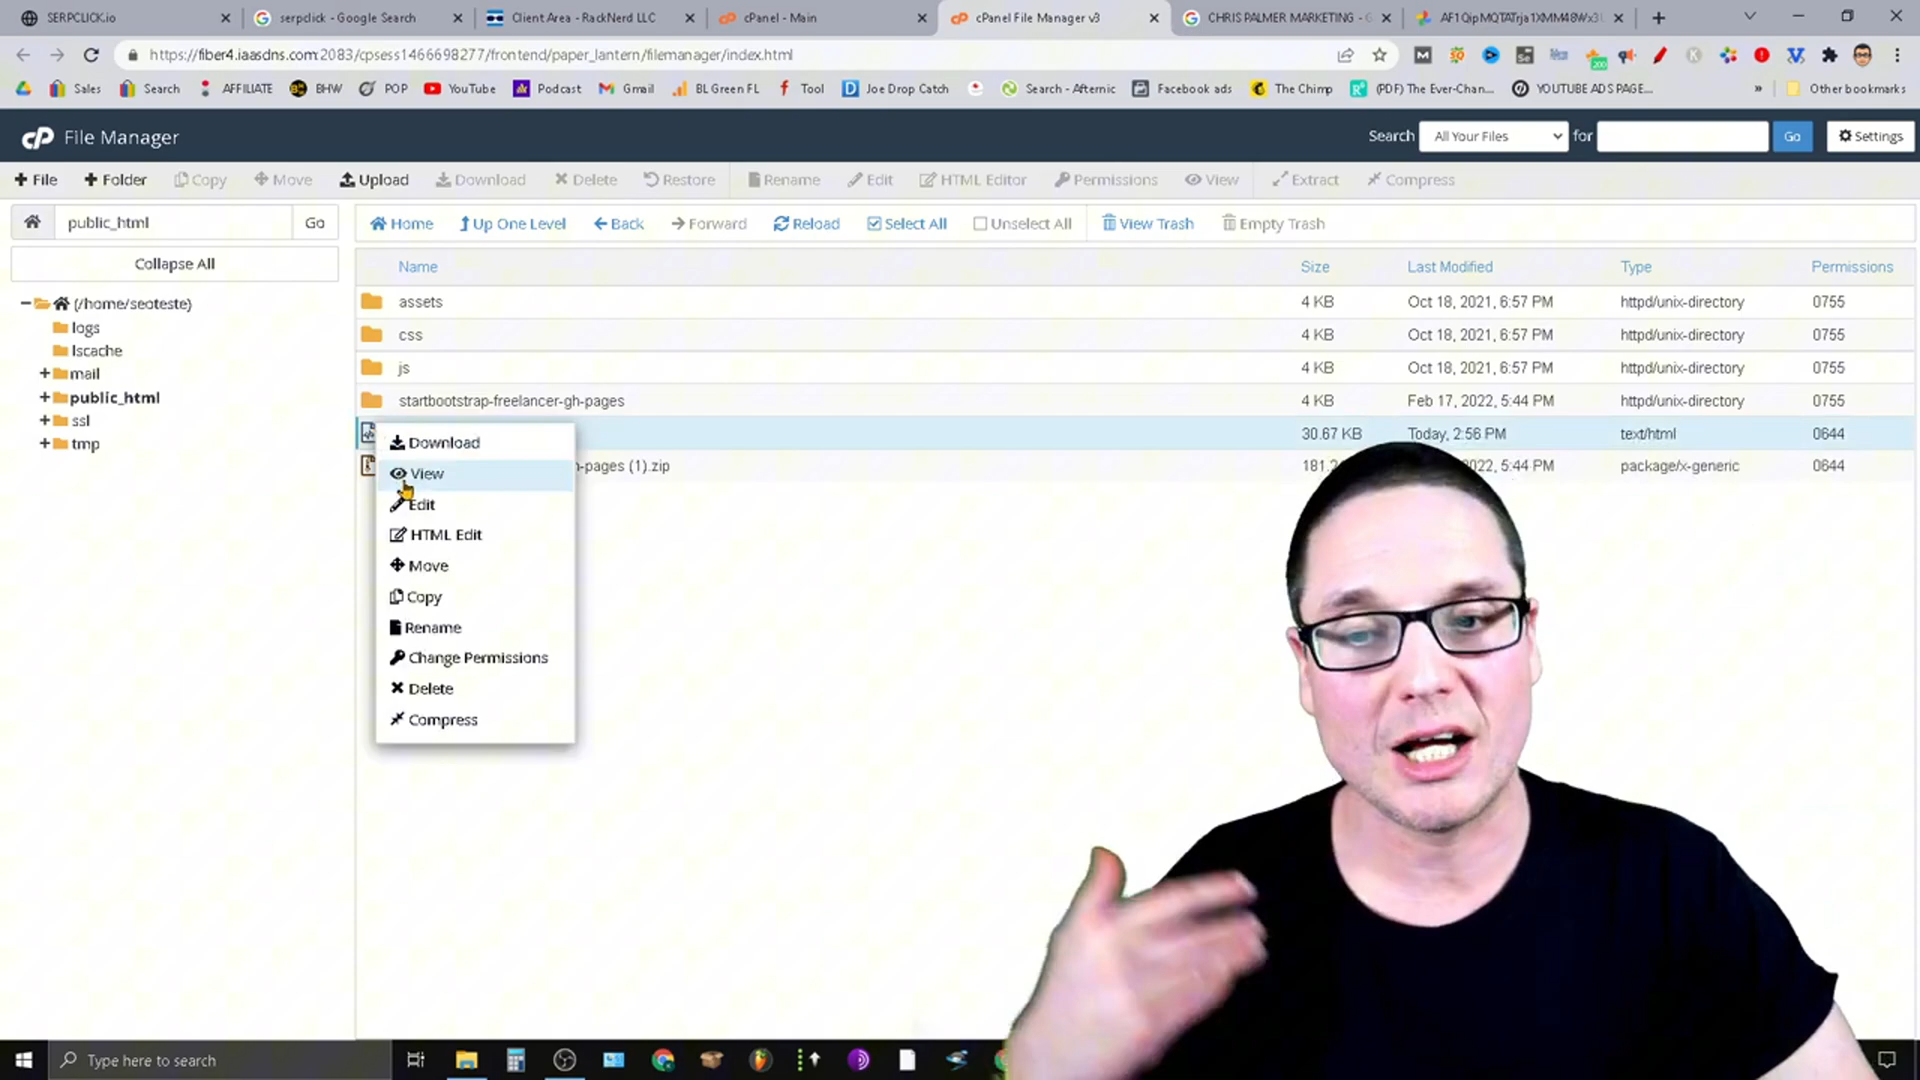 SERPCLICK.io
serpclick - Google Search
Client Area - RackNerd LLC
cPanel - Main
cPanel File Manager v3
CHRIS PALMER MARKETING - G
https://fiber4.iaasdns.com:2083/cpsess1466698277/frontend/paper_lantern/filemanager/index.html
Sales
Search
AFFILIATE
BHW
POP
YouTube
Podcast
Gmail
BL Green FL
Tool
Joe Drop Catch
Search - Afternic
Facebook ads
The Chimp
(PDF) The Ever-Chan...
YOUTUBE ADS PAGE...
» Other bookmarks
cP File Manager
Search All Your Files for Go Settings
+ File + Folder Copy Move Upload Download Delete Restore Rename Edit HTML Editor Permissions View Extract Compress
public_html Go
Home Up One Level Back Forward Reload Select All Unselect All View Trash Empty Trash
Collapse All
(/home/seoteste)
logs
lscache
mail
public_html
ssl
tmp
Name Size Last Modified Type Permissions
assets 4 KB Oct 18, 2021, 6:57 PM httpd/unix-directory 0755
css 4 KB Oct 18, 2021, 6:57 PM httpd/unix-directory 0755
js 4 KB Oct 18, 2021, 6:57 PM httpd/unix-directory 0755
startbootstrap-freelancer-gh-pages 4 KB Feb 17, 2022, 5:44 PM httpd/unix-directory 0755
30.67 KB Today, 2:56 PM text/html 0644
h-pages (1).zip 181. 2022, 5:44 PM package/x-generic 0644
Download
View
Edit
HTML Edit
Move
Copy
Rename
Change Permissions
Delete
Compress
Type here to search